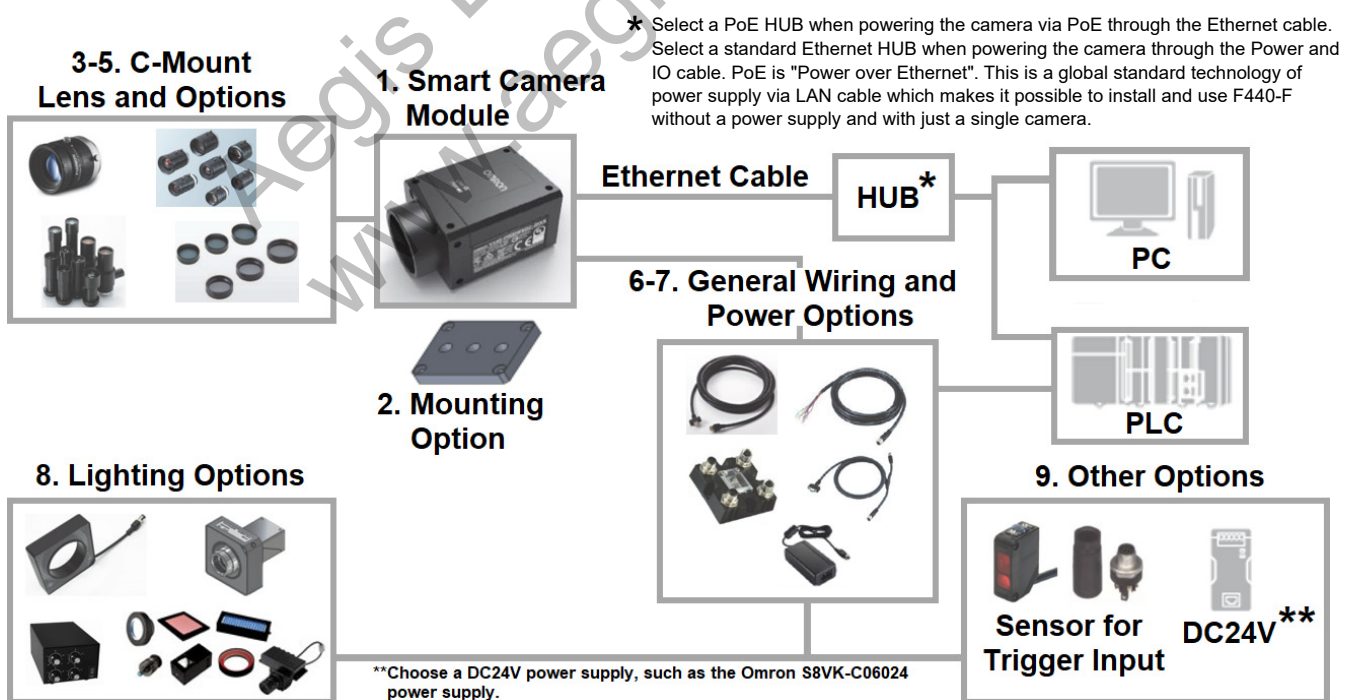 * Select a PoE HUB when powering the camera via PoE through the Ethernet cable.
Select a standard Ethernet HUB when powering the camera through the Power and
IO cable. PoE is "Power over Ethernet". This is a global standard technology of
power supply via LAN cable which makes it possible to install and use F440-F
without a power supply and with just a single camera.
3-5. C-Mount
Lens and Options
1. Smart Camera
Module
Ethernet Cable
HUB*
PC
6-7. General Wiring and
Power Options
2. Mounting
Option
PLC
8. Lighting Options
9. Other Options
Sensor for
Trigger Input
DC24V**
**Choose a DC24V power supply, such as the Omron S8VK-C06024
power supply.